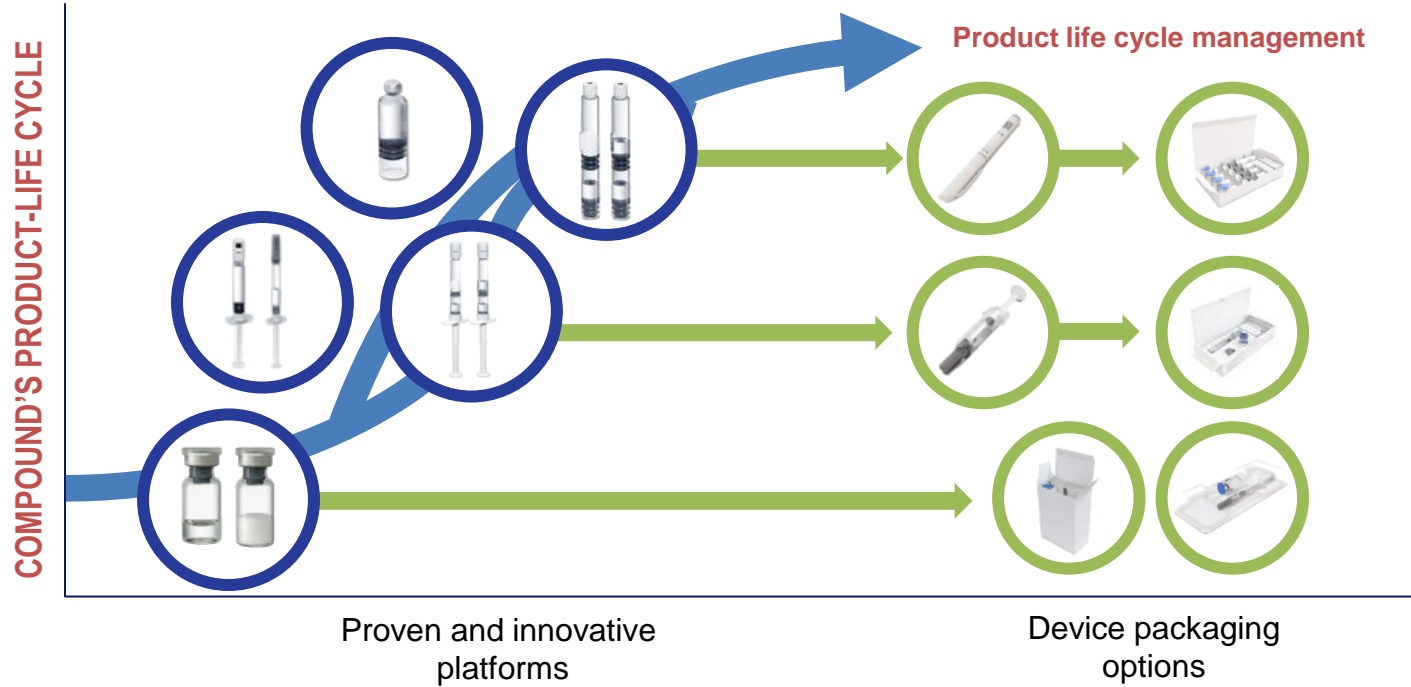 COMPOUND’S PRODUCT-LIFE CYCLE
Product life cycle management
Proven and innovative
platforms
Device packaging
options